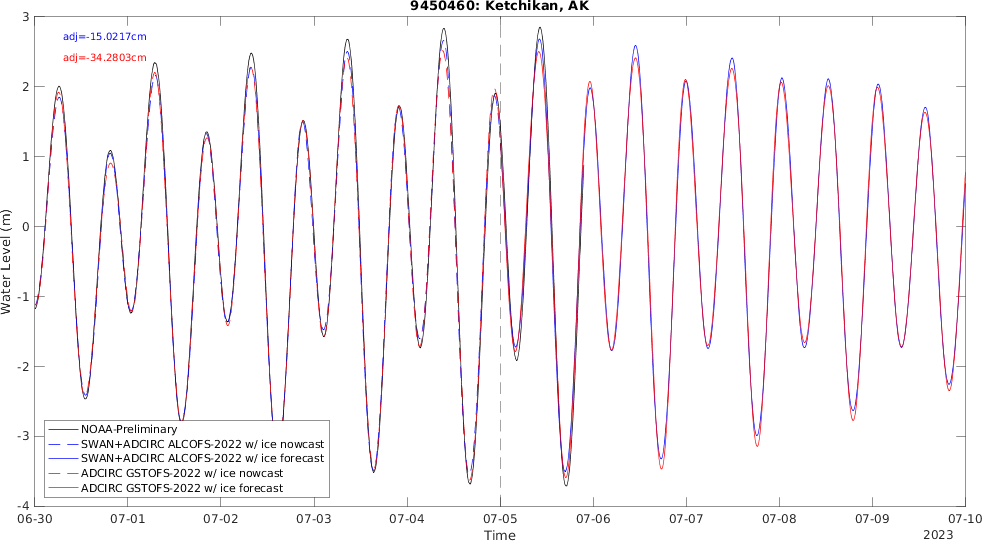 9450460: Ketchikan, AK
adj=-15.0217cm
adj=-34.2803cm
3
2
1
0
-1
-2
-3
-4
Water Level (m)
NOAA-Preliminary
SWAN+ADCIRC ALCOFS-2022 w/ ice nowcast
SWAN+ADCIRC ALCOFS-2022 w/ ice forecast
ADCIRC GSTOFS-2022 w/ ice nowcast
ADCIRC GSTOFS-2022 w/ ice forecast
06-30 07-01 07-02 07-03 07-04 07-05 07-06 07-07 07-08 07-09 07-10
Time
2023